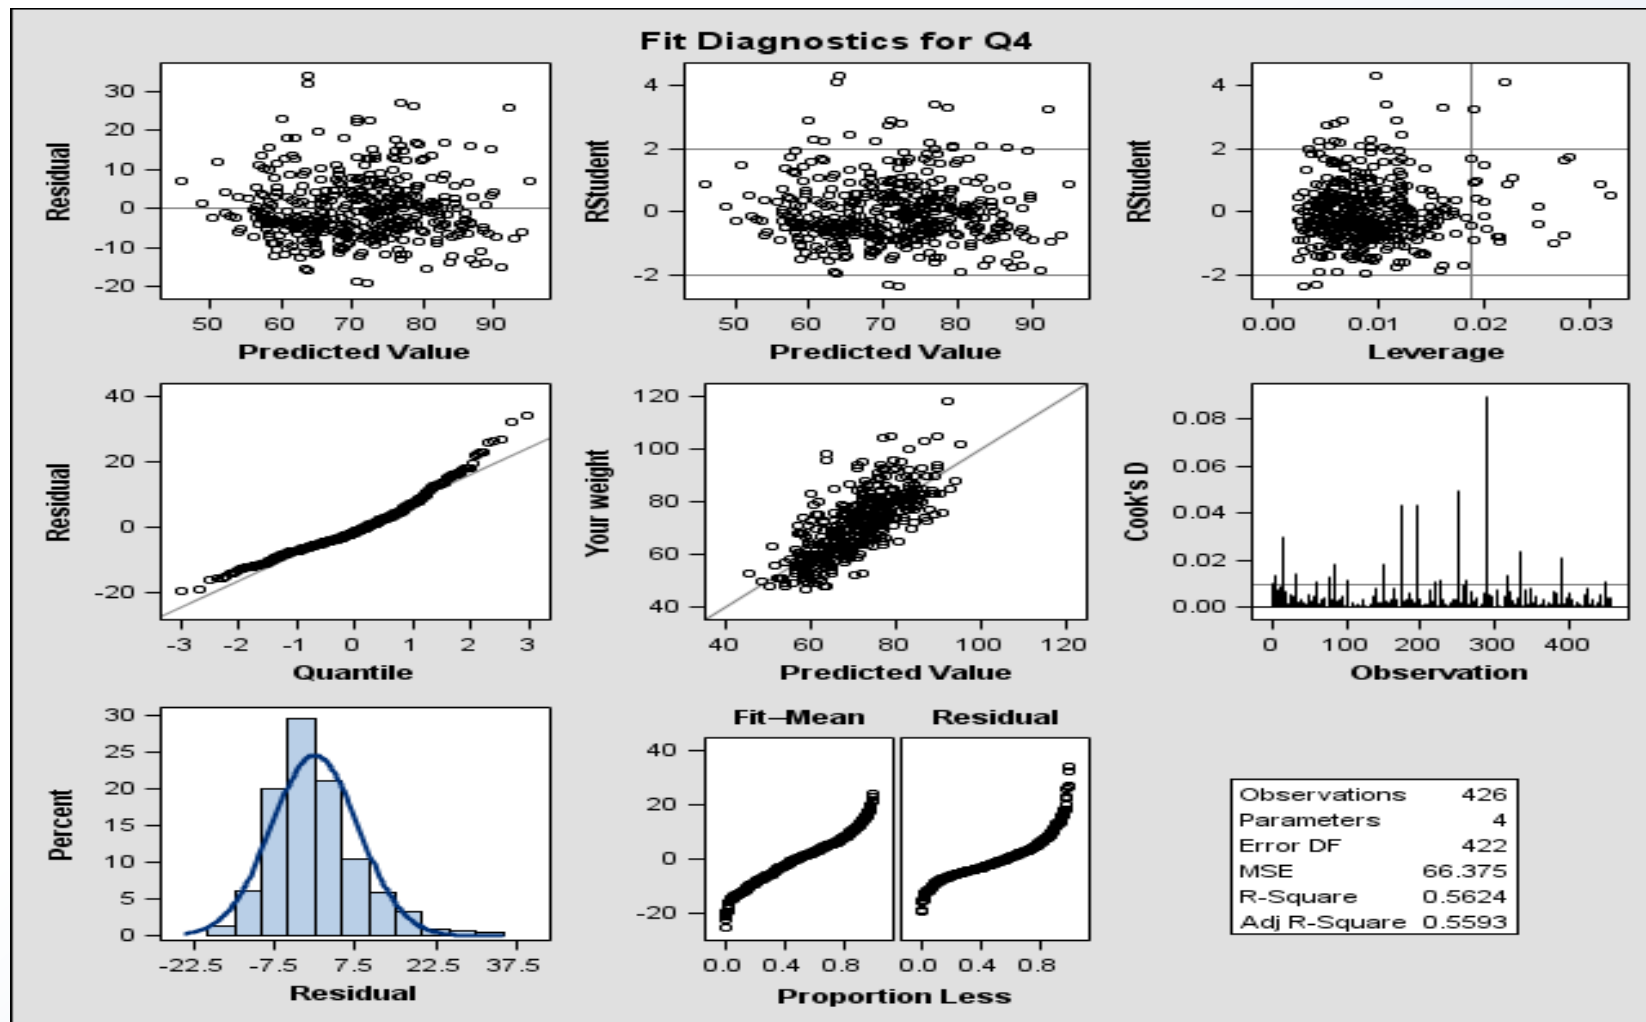 Fit Diagnostics for Q4
Residual
30
20
10
0
-10
-20
50 60 70 80 90
Predicted Value
RStudent
4
2
0
-2
50 60 70 80 90
Predicted Value
RStudent
4
2
0
-2
0.00 0.01 0.02 0.03
Leverage
Residual
40
20
0
-20
-3 -2 -1 0 1 2 3
Quantile
Your weight
120
100
80
60
40
40 60 80 100 120
Predicted Value
Cook's D
0.08
0.06
0.04
0.02
0.00
0 100 200 300 400
Observation
Percent
30
25
20
15
10
5
0
-22.5 -7.5 7.5 22.5 37.5
Residual
Fit–Mean Residual
40
20
0
-20
0.0 0.4 0.8 0.0 0.4 0.8
Proportion Less
Observations 426
Parameters 4
Error DF 422
MSE 66.375
R-Square 0.5624
Adj R-Square 0.5593